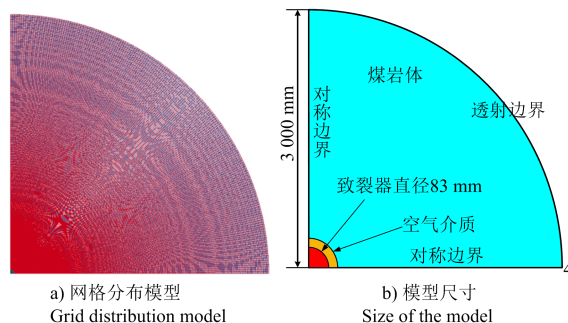 3 000 mm
对称边界
煤岩体
透射边界
致裂器直径83 mm
空气介质
对称边界
a) 网格分布模型
Grid distribution model
b) 模型尺寸
Size of the model